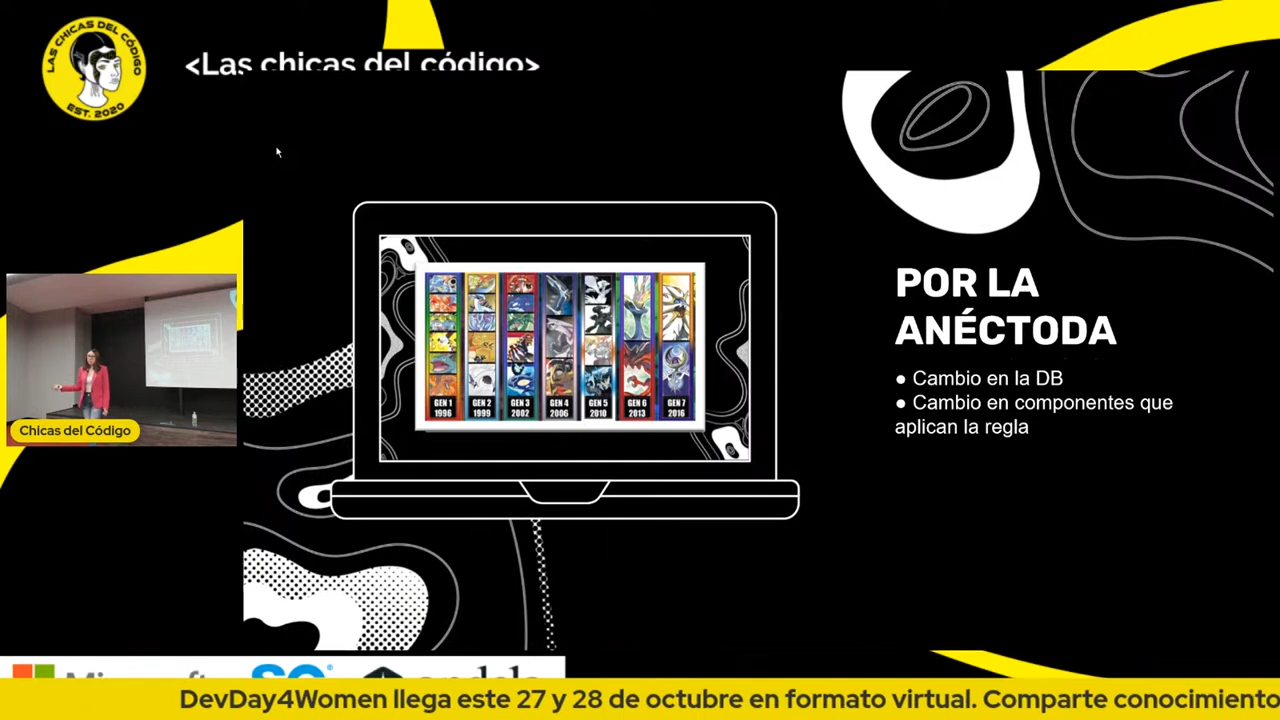 LAS CHICAS DEL CÓDIGO
EST. 2020
<Las chicas del código>
GEN 1
1996
GEN 2
1999
GEN 3
2002
GEN 4
2006
GEN 5
2010
GEN 6
2013
GEN 7
2016
POR LA
ANÉCTODA
● Cambio en la DB
● Cambio en componentes que
aplican la regla
Chicas del Código
Microsoft
DevDay4Women llega este 27 y 28 de octubre en formato virtual. Comparte conocimiento